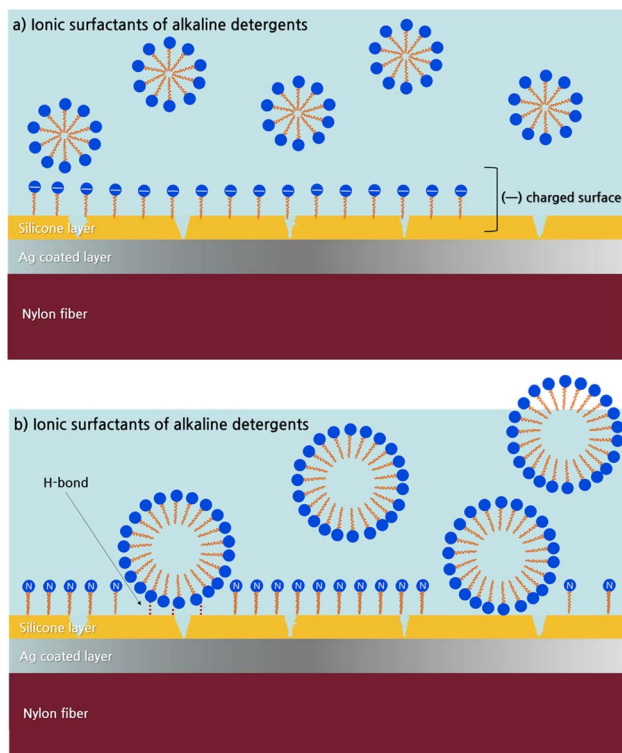 a) Ionic surfactants of alkaline detergents
(—) charged surface
Silicone layer
Ag coated layer
Nylon fiber
b) Ionic surfactants of alkaline detergents
H-bond
N N N N N N N N N N N N N N N N
Silicone layer
Ag coated layer
Nylon fiber